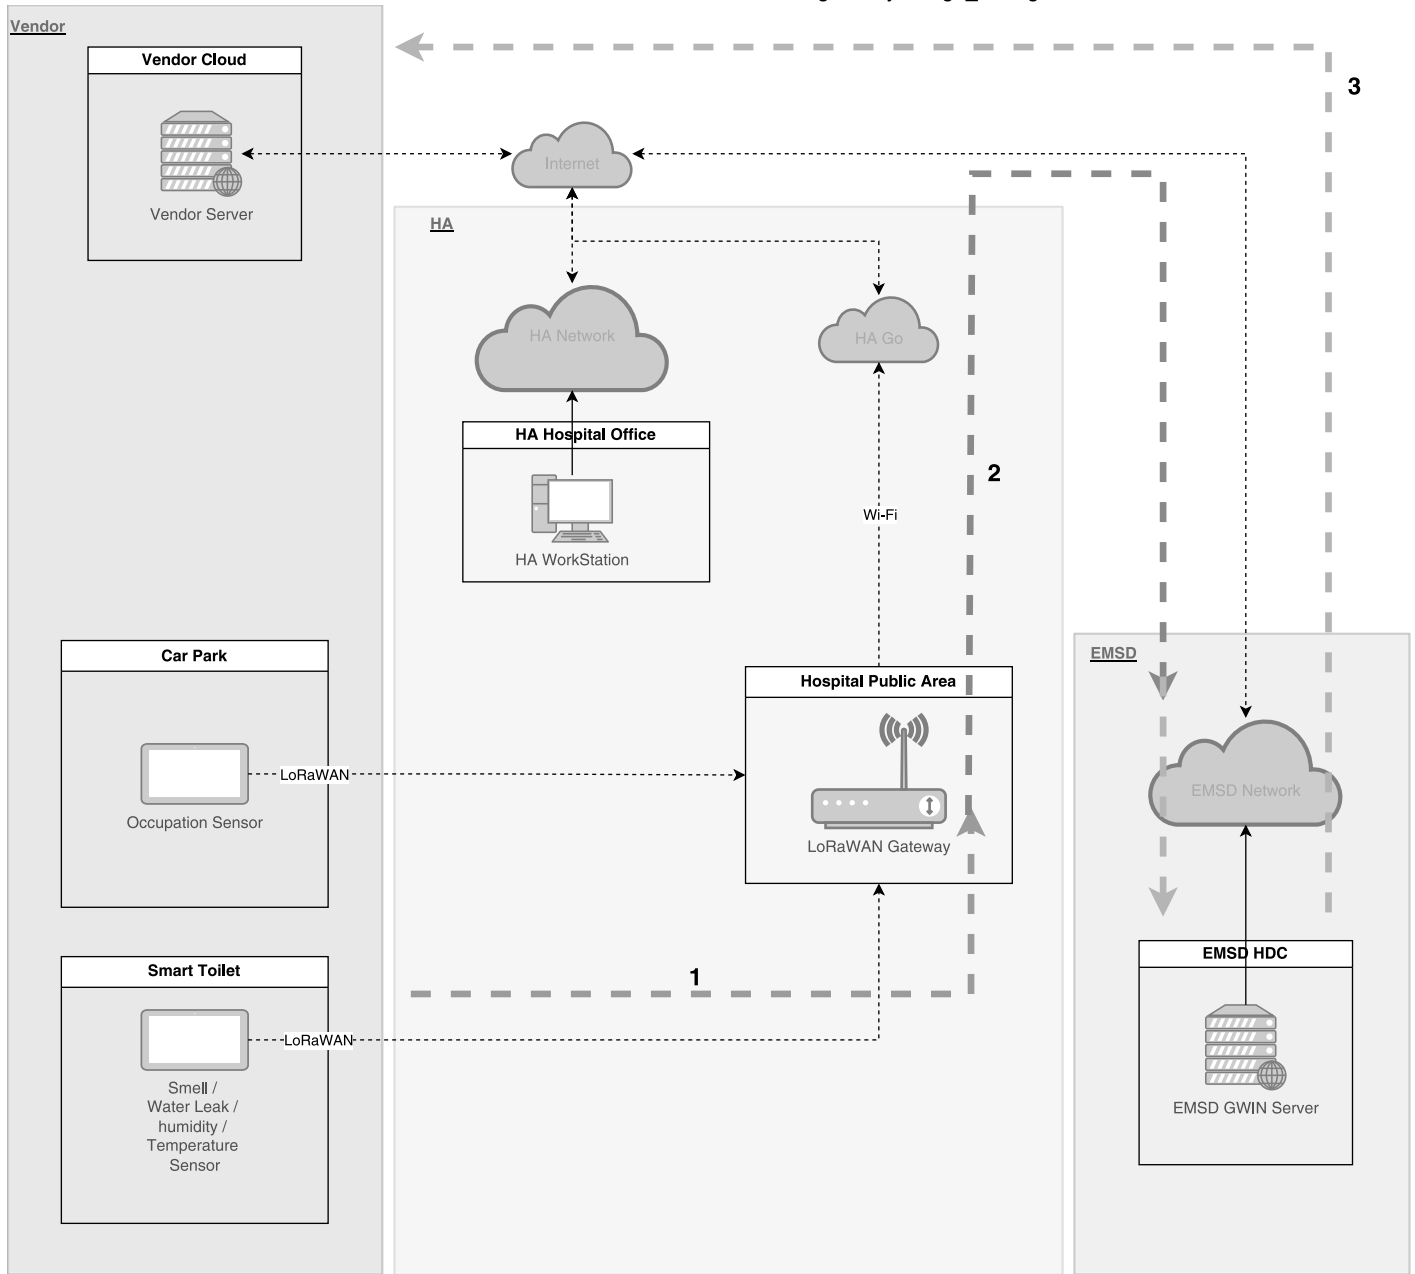 Vendor
Vendor Cloud
3
Internet
Vendor Server
HA
HA Network
HA Go
HA Hospital Office
2
Wi-Fi
HA WorkStation
Car Park
EMSD
Hospital Public Area
LoRaWAN
EMSD Network
Occupation Sensor
LoRaWAN Gateway
EMSD HDC
Smart Toilet
1
LoRaWAN
Smell /
Water Leak /
humidity /
Temperature
Sensor
EMSD GWIN Server